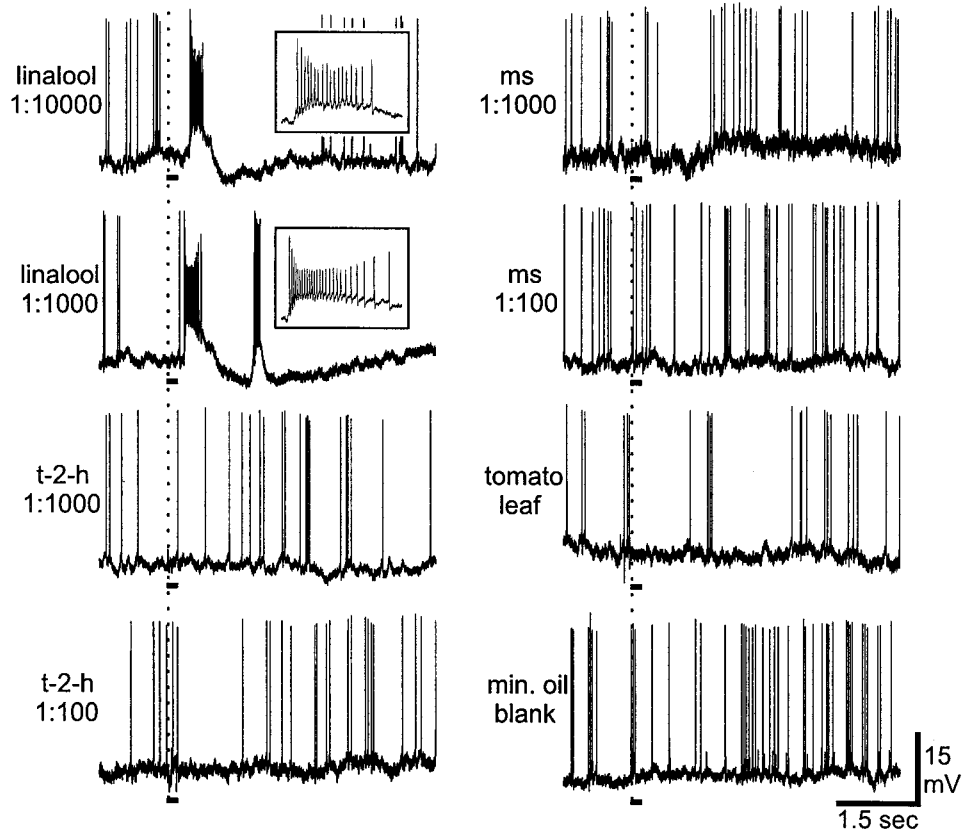 linalool
1:10000
linalool
1:1000
t-2-h
1:1000
t-2-h
1:100
ms
1:1000
ms
1:100
tomato
leaf
min. oil
blank
15
mV
1.5 sec